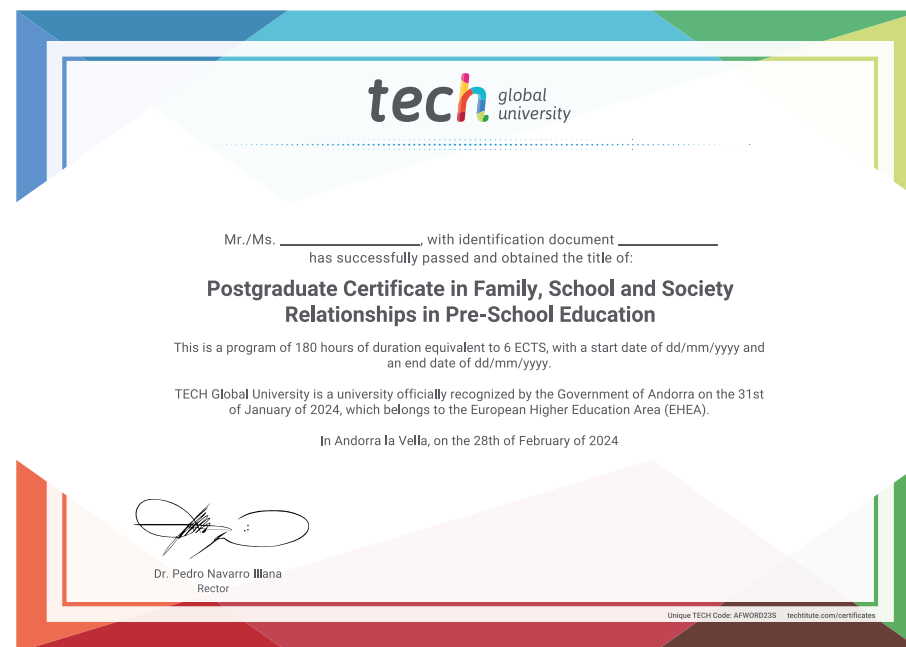 tech global
university
Mr./Ms. ____________________, with identification document ______________
has successfully passed and obtained the title of:
Postgraduate Certificate in Family, School and Society
Relationships in Pre-School Education
This is a program of 180 hours of duration equivalent to 6 ECTS, with a start date of dd/mm/yyyy and
an end date of dd/mm/yyyy.
TECH Global University is a university officially recognized by the Government of Andorra on the 31st
of January of 2024, which belongs to the European Higher Education Area (EHEA).
In Andorra la Vella, on the 28th of February of 2024
Dr. Pedro Navarro Illana
Rector
Unique TECH Code: AFWORD23S techtitute.com/certificates